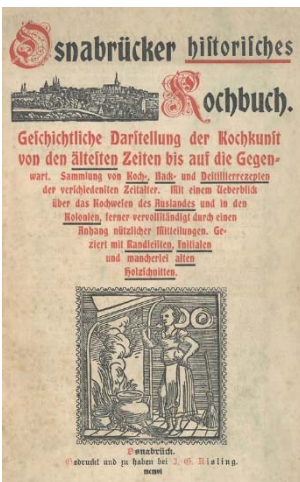 Osnabrücker historisches
Kochbuch.
Geschichtliche Darstellung der Kochkunst
von den ältesten Zeiten bis auf die Gegen-
wart. Sammlung von Koch-, Back- und Destillierrezepten
der verschiedensten Zeitalter. Mit einem Ueberblick
über das Kochwesen des Auslandes und in den
Kolonien, ferner vervollständigt durch einen
Anhang nützlicher Mitteilungen. Ge-
ziert mit Randleisten, Initialen
und mancherlei alten
Holzschnitten.
Osnabrück.
Gedruckt und zu haben bei J. G. Kisling.